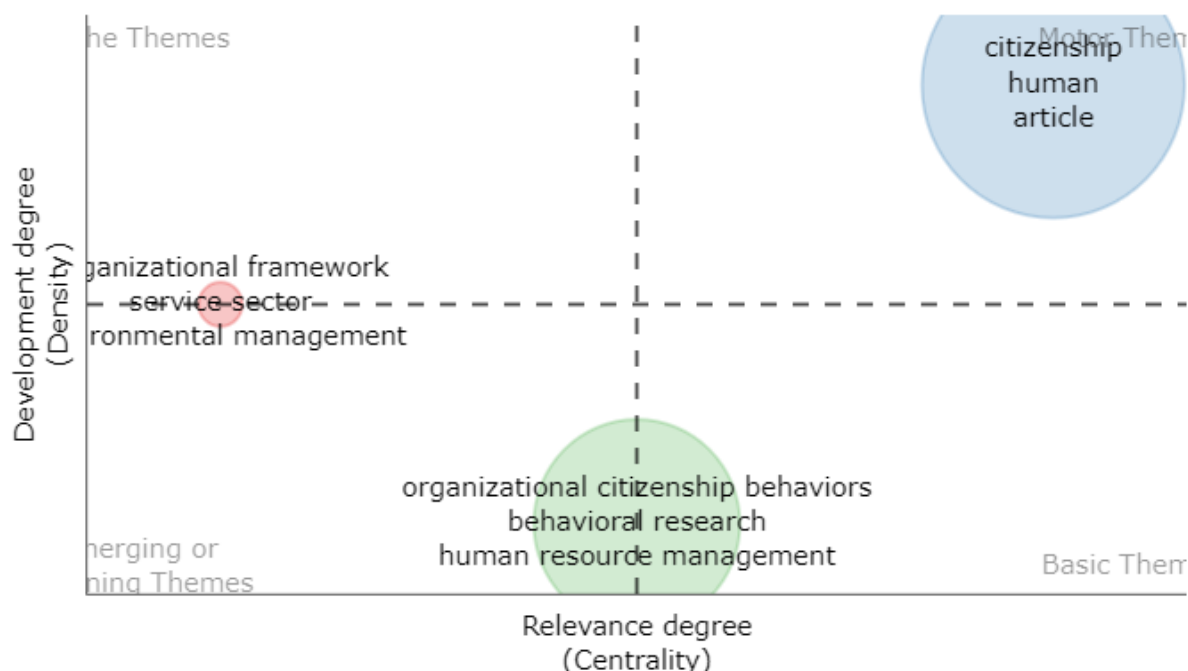 he Themes
Motor Them
citizenship
human
article
Development degree
(Density)
ganizational framework
service sector
ronmental management
organizational citizenship behaviors
behavioral research
human resource management
nerging or
ning Themes
Basic Them
Relevance degree
(Centrality)